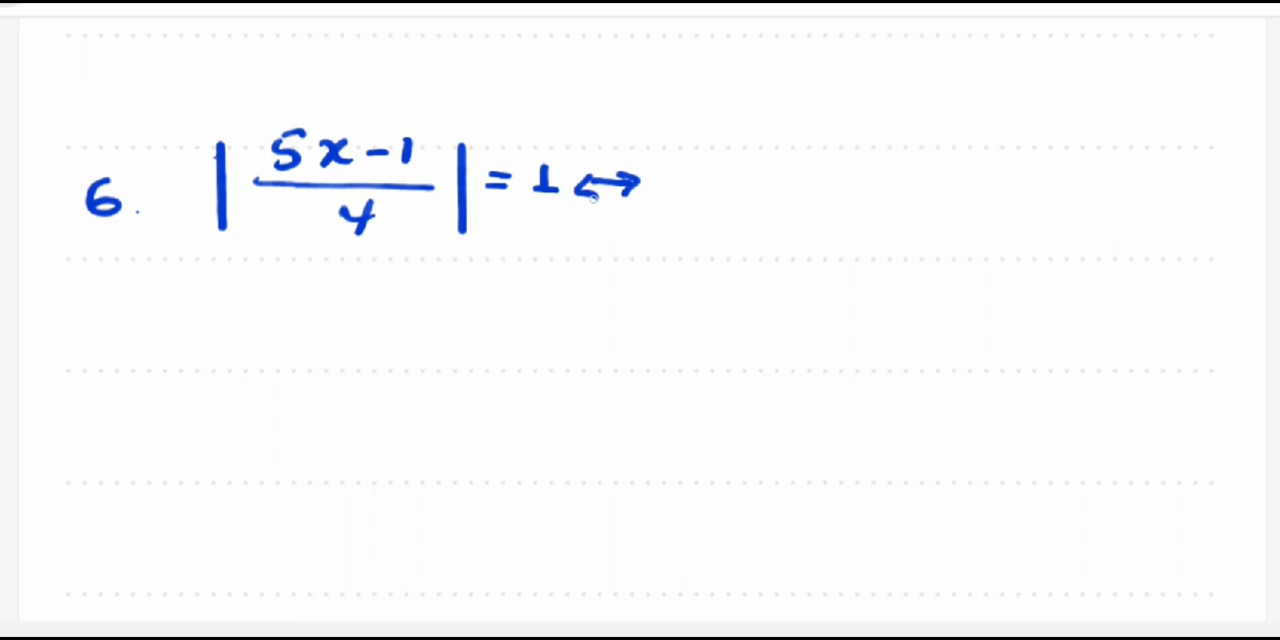 6. | (5x-1)/4 | = 1 ↔